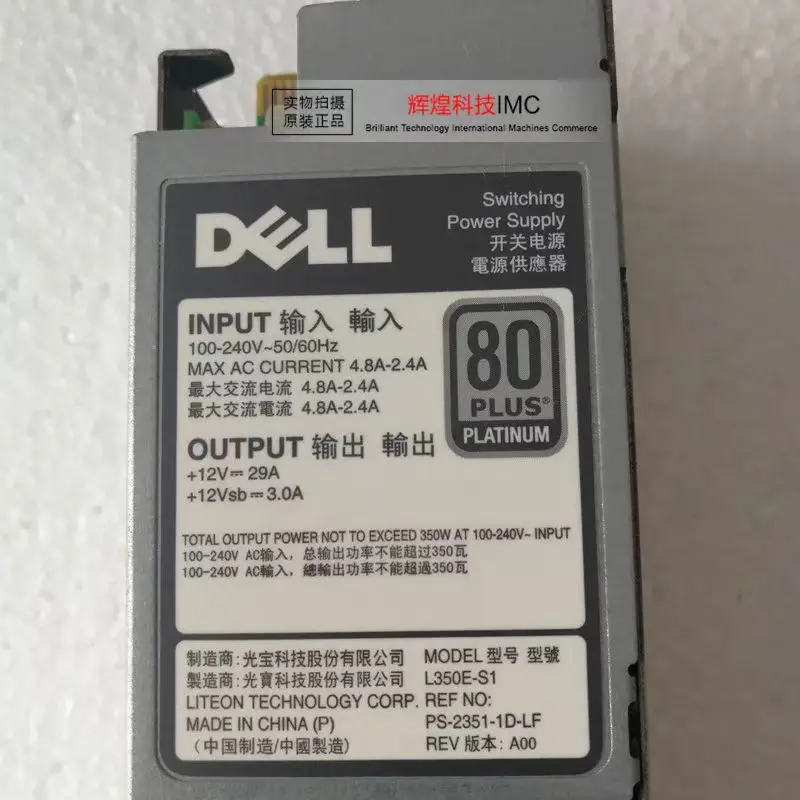 实物拍摄
原装正品
辉煌科技IMC
Brilliant Technology International Machines Commerce
DELL
Switching
Power Supply
开关电源
電源供應器
INPUT 输入 輸入
100-240V~50/60Hz
MAX AC CURRENT 4.8A-2.4A
最大交流电流 4.8A-2.4A
最大交流電流 4.8A-2.4A
80
PLUS®
PLATINUM
OUTPUT 输出 輸出
+12V⎓29A
+12Vsb⎓3.0A
TOTAL OUTPUT POWER NOT TO EXCEED 350W AT 100-240V~ INPUT
100-240V AC输入，总输出功率不能超过350瓦
100-240V AC輸入，總輸出功率不能超過350瓦
制造商:光宝科技股份有限公司
製造商:光寶科技股份有限公司
LITEON TECHNOLOGY CORP.
MADE IN CHINA (P)
(中国制造/中國製造)
MODEL 型号 型號
L350E-S1
REF NO:
PS-2351-1D-LF
REV 版本: A00